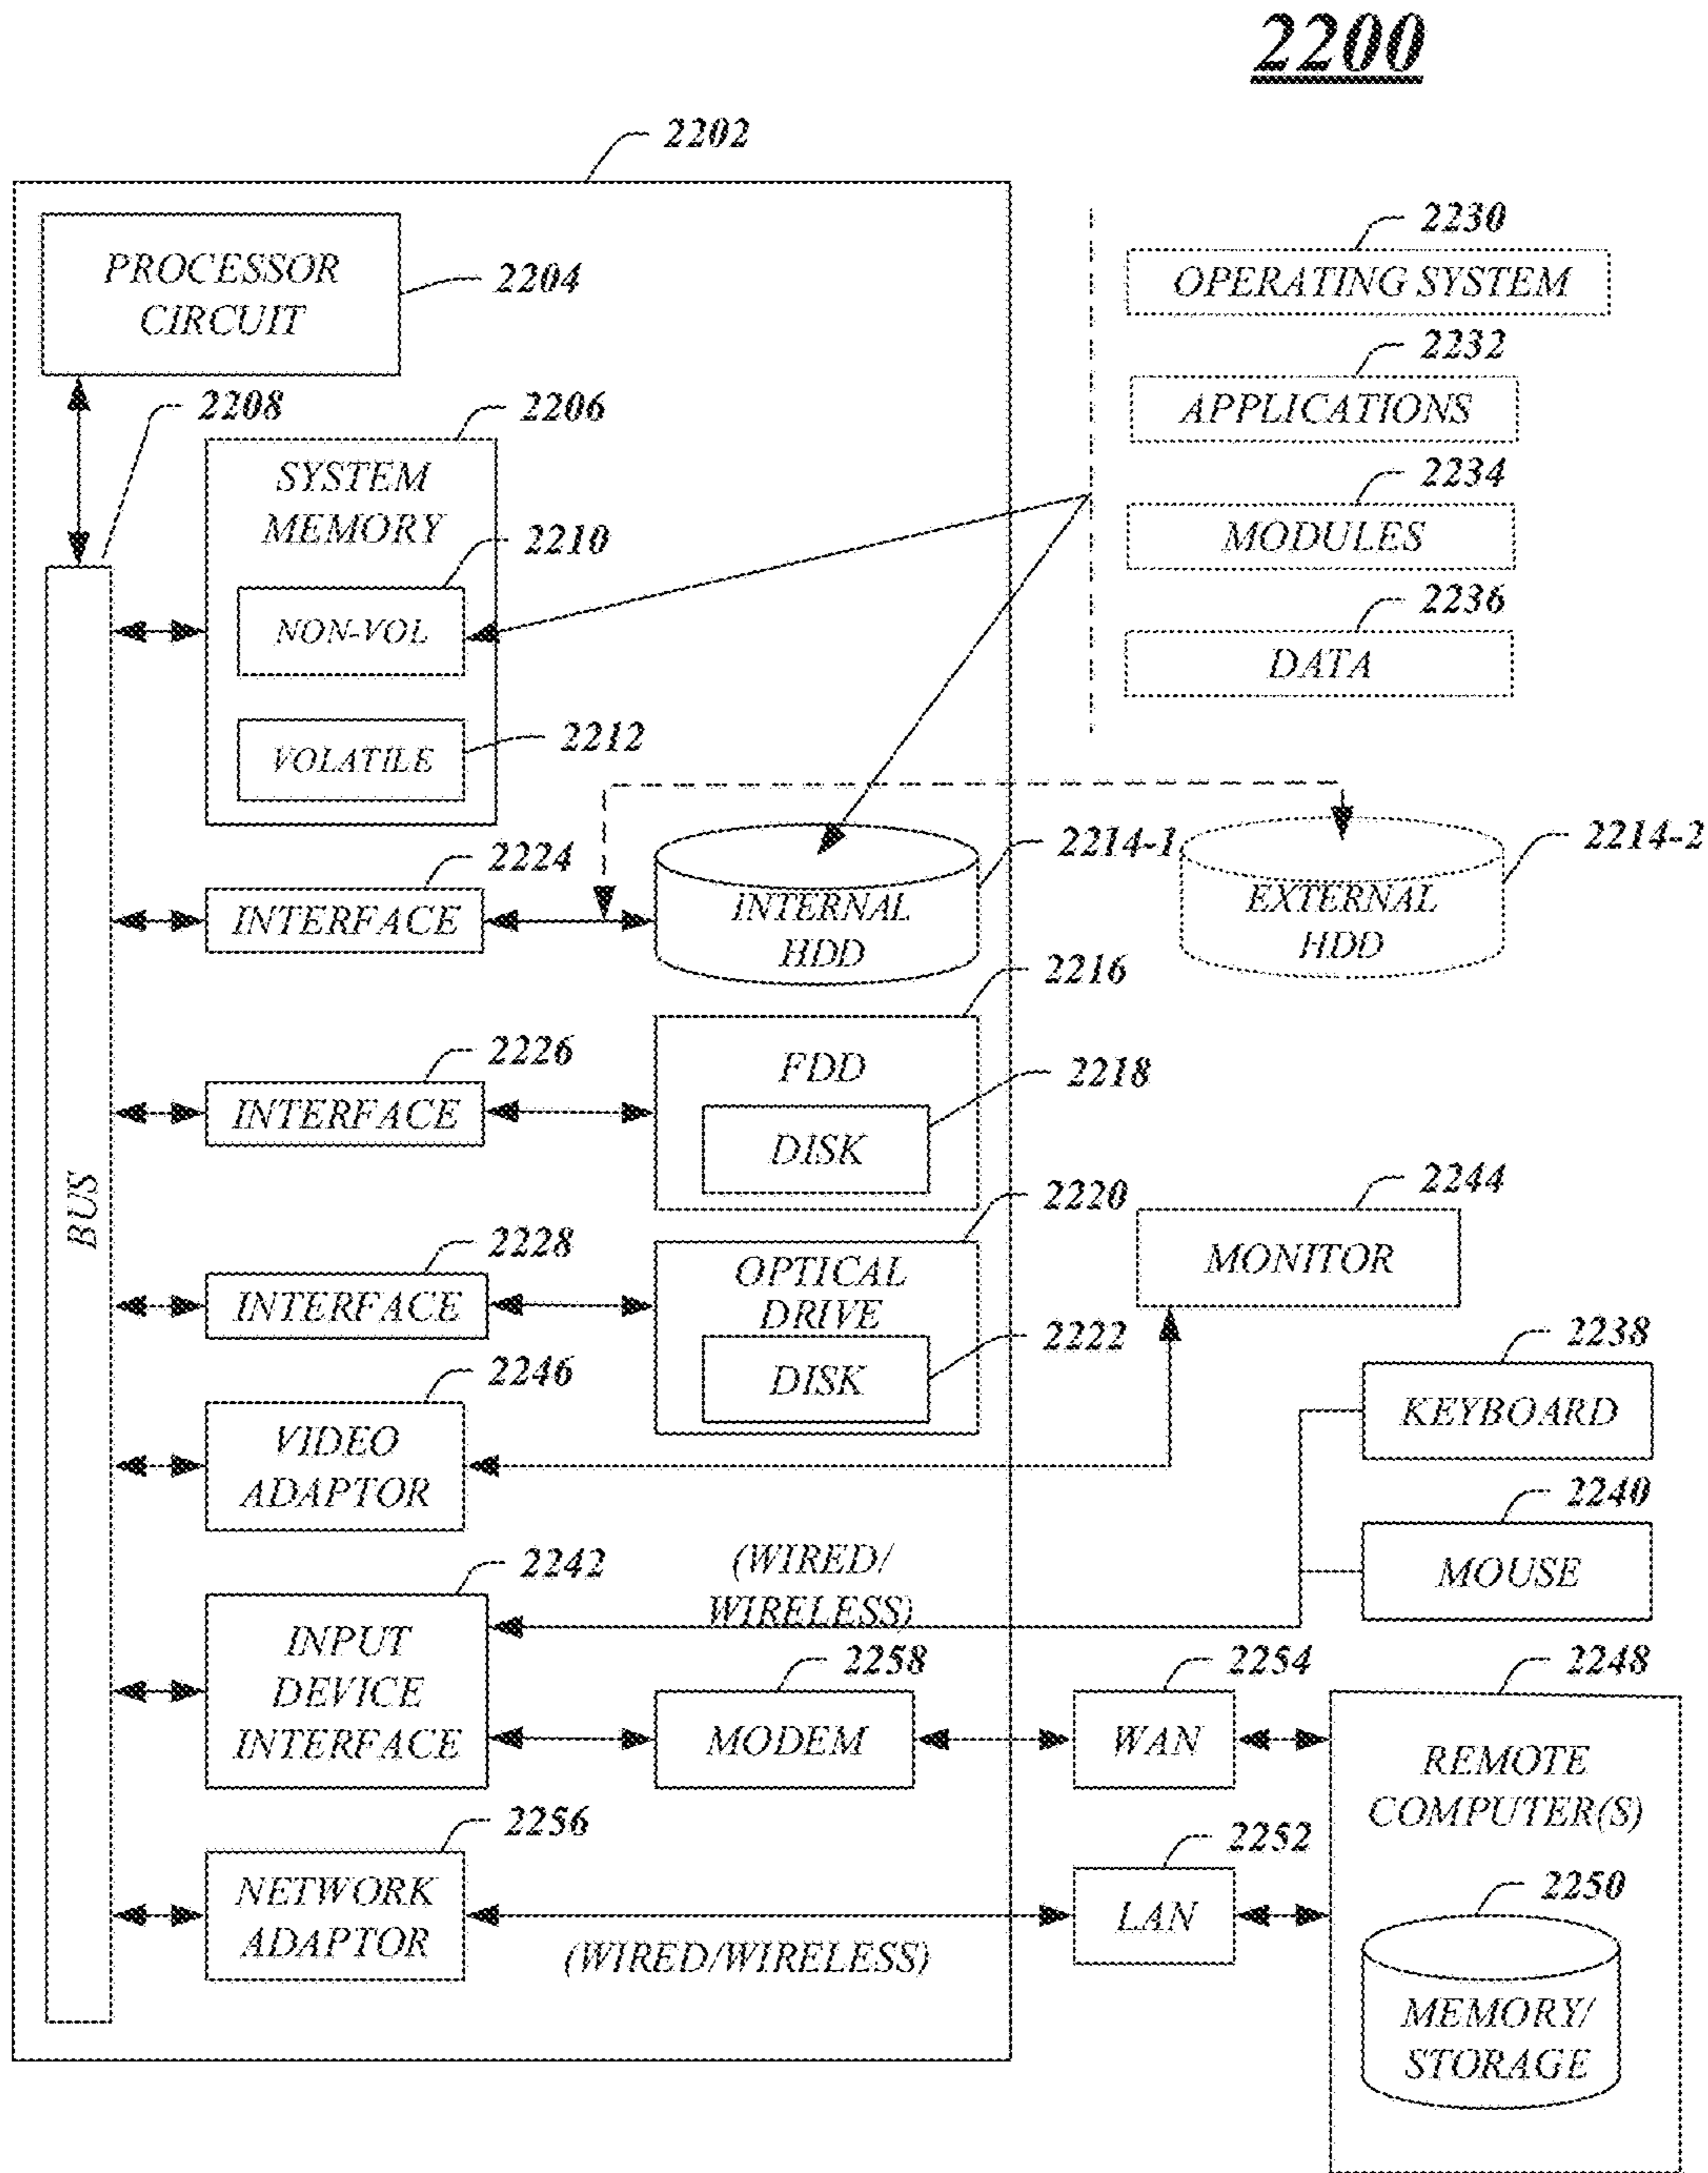 2200
2202
PROCESSOR
CIRCUIT
2204
2208
2206
SYSTEM
MEMORY
2210
NON-VOL
2212
VOLATILE
2230
OPERATING SYSTEM
2232
APPLICATIONS
2234
MODULES
2236
DATA
BUS
2224
INTERFACE
2214-1
INTERNAL
HDD
2214-2
EXTERNAL
HDD
2226
INTERFACE
2216
FDD
2218
DISK
2228
INTERFACE
2220
OPTICAL
DRIVE
2222
DISK
2244
MONITOR
2246
VIDEO
ADAPTOR
2238
KEYBOARD
2240
MOUSE
2242
INPUT
DEVICE
INTERFACE
(WIRED/
WIRELESS)
2258
MODEM
2254
WAN
2248
REMOTE
COMPUTER(S)
2256
NETWORK
ADAPTOR
(WIRED/WIRELESS)
2252
LAN
2250
MEMORY/
STORAGE